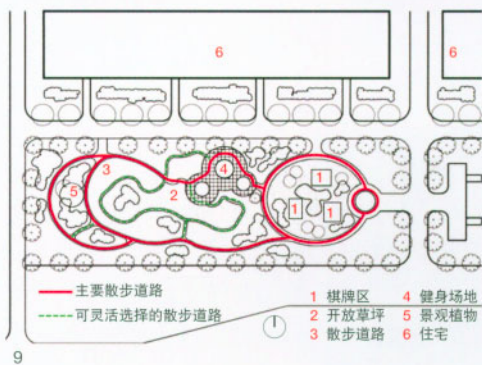 6
6
3
4
5
2
1
1
1
主要散步道路
可灵活选择的散步道路
1 棋牌区
2 开放草坪
3 散步道路
4 健身场地
5 景观植物
6 住宅
9